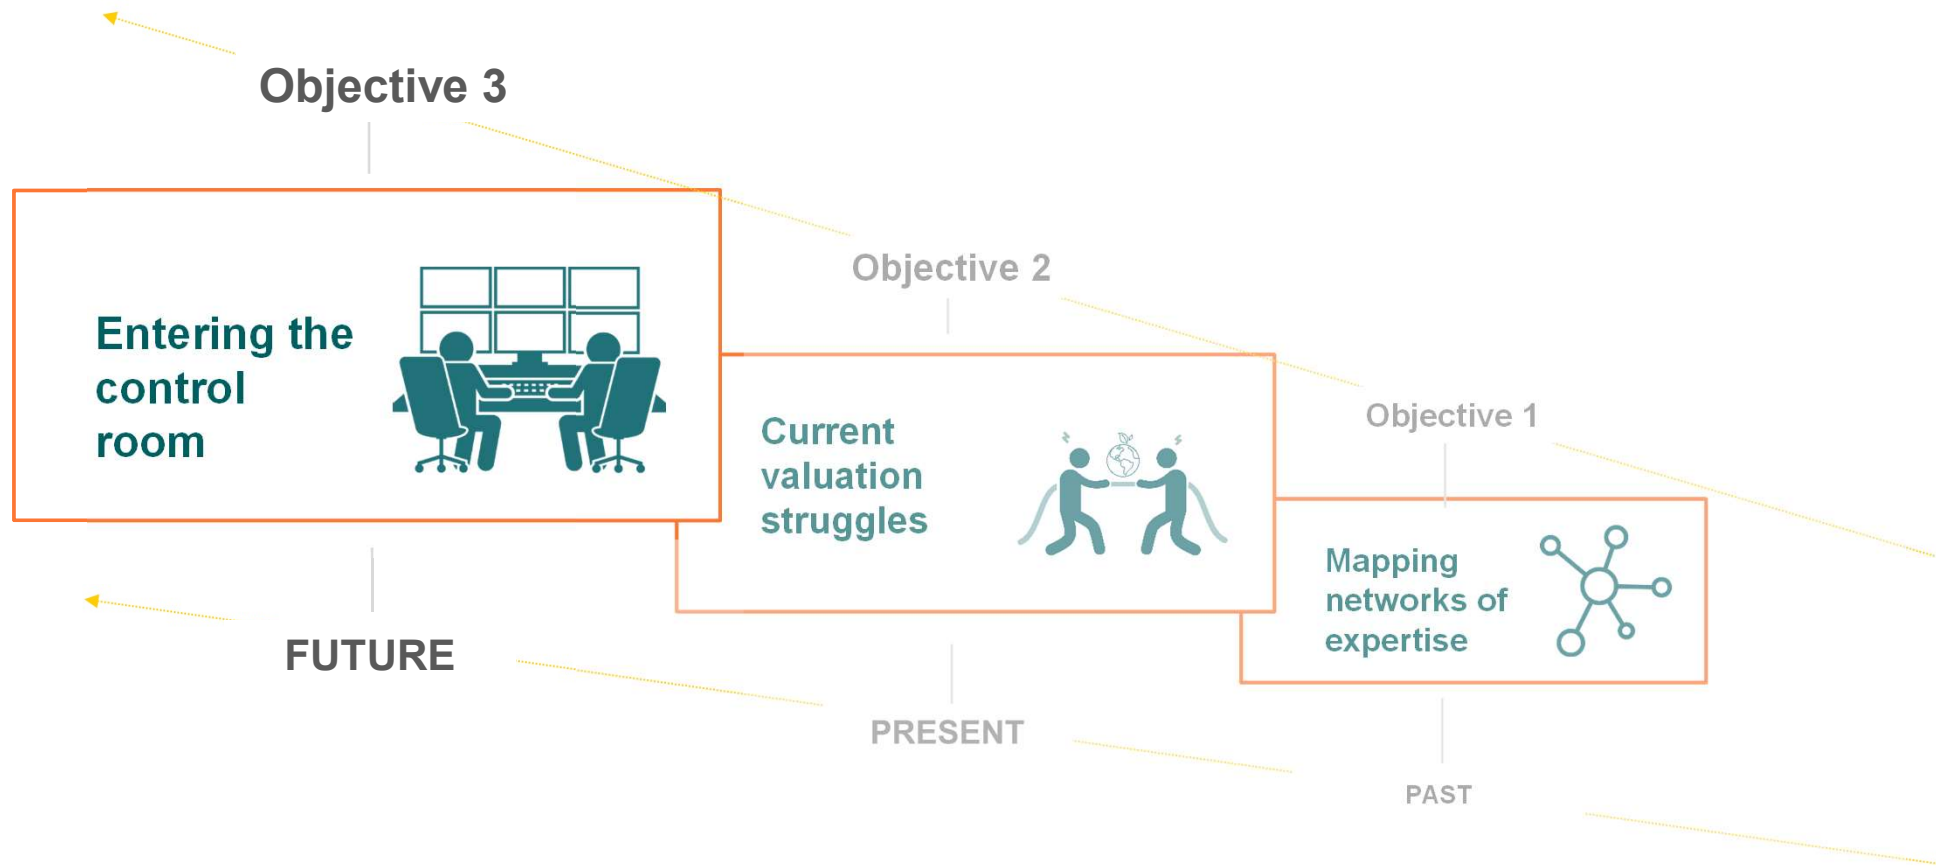 Objective 3
Entering the
control
room
FUTURE
Objective 2
Current
valuation
struggles
PRESENT
Objective 1
Mapping
networks of
expertise
PAST